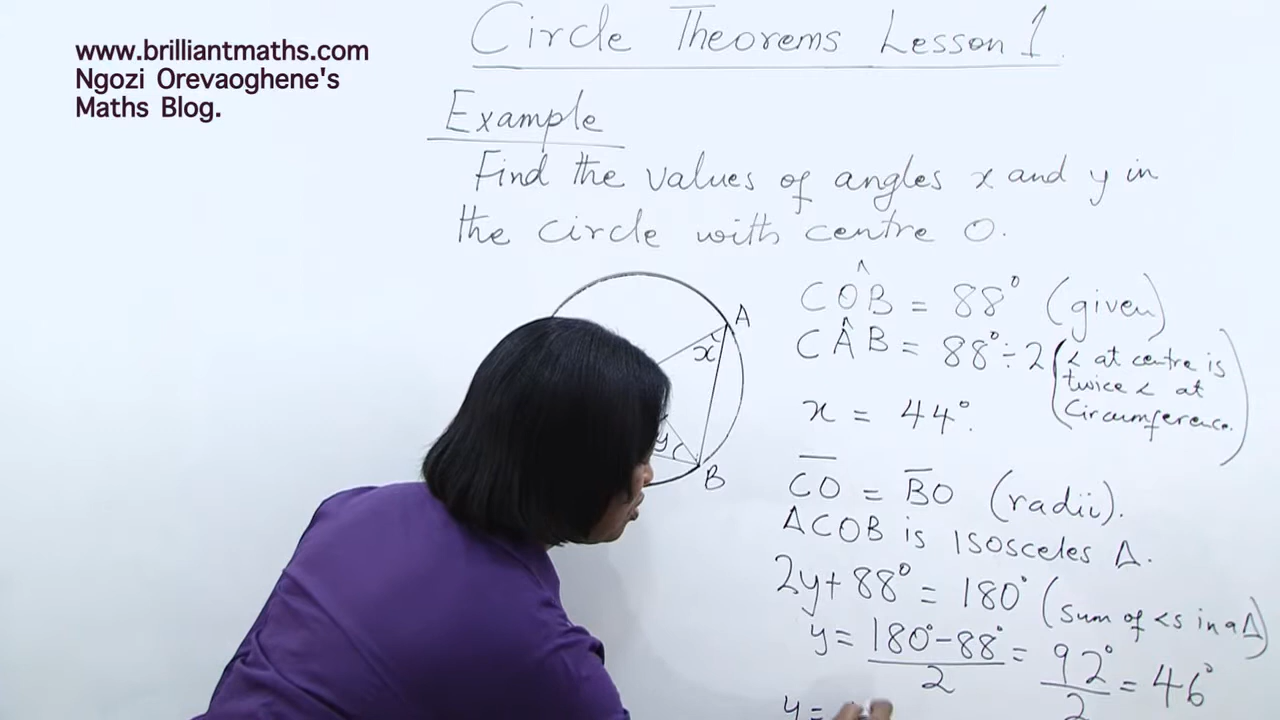 www.brilliantmaths.com
Ngozi Orevaoghene's
Maths Blog.
Circle Theorems Lesson 1.
Example
Find the values of angles x and y in
the circle with centre O.
CÔB = 88° (given)
CÂB = 88° ÷ 2 (< at centre is
twice < at
circumference.)
x = 44°.
C̅O̅ = B̅O (radii).
ΔCOB is Isosceles Δ.
2y + 88° = 180° (sum of <s in a Δ)
y = 180° - 88° / 2 = 92° / 2 = 46°
y =
A
x
y
B